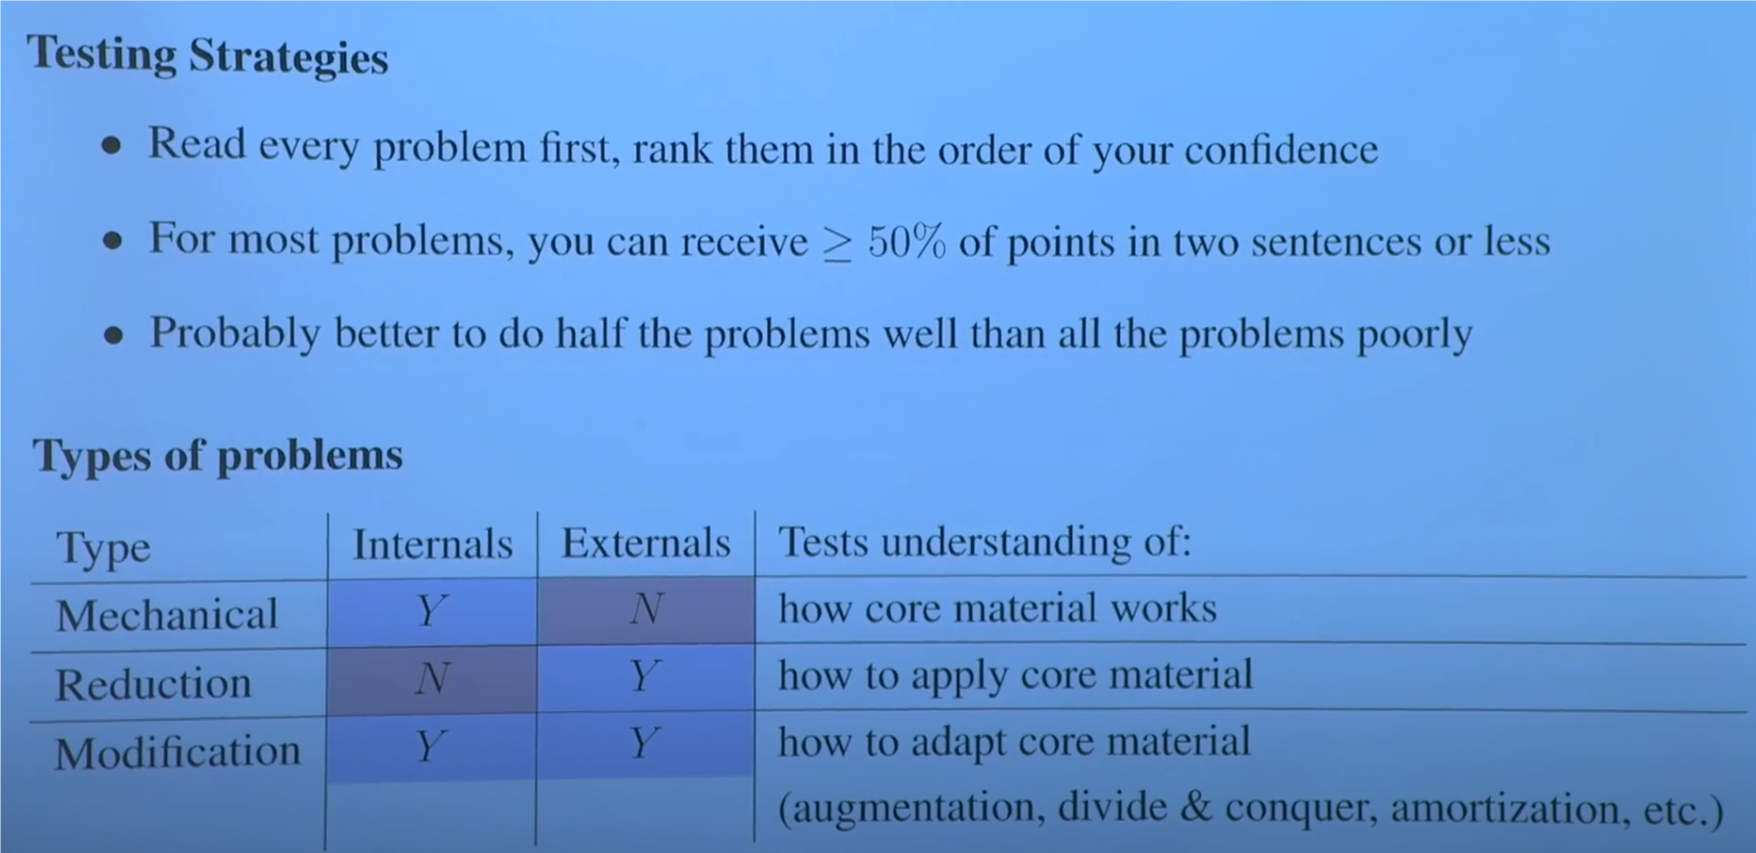 Testing Strategies
• Read every problem first, rank them in the order of your confidence
• For most problems, you can receive ≥ 50% of points in two sentences or less
• Probably better to do half the problems well than all the problems poorly
Types of problems
Type Internals Externals Tests understanding of:
Mechanical Y N how core material works
Reduction N Y how to apply core material
Modification Y Y how to adapt core material
(augmentation, divide & conquer, amortization, etc.)